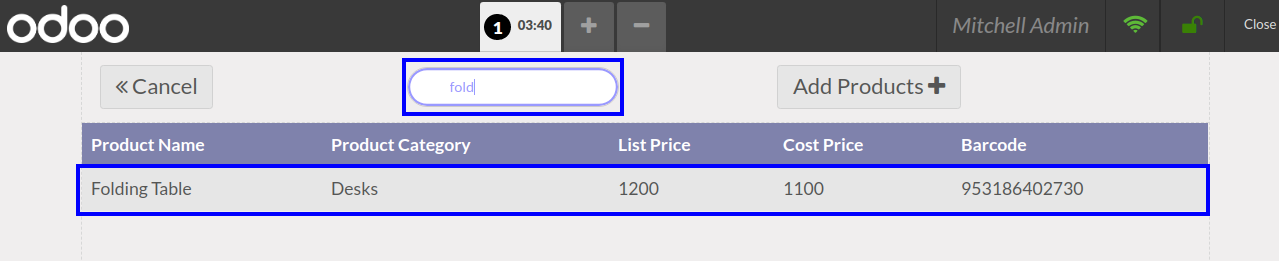 odoo 1 03:40 Mitchell Admin Close
Cancel fold Add Products
Product Name Product Category List Price Cost Price Barcode
Folding Table Desks 1200 1100 953186402730